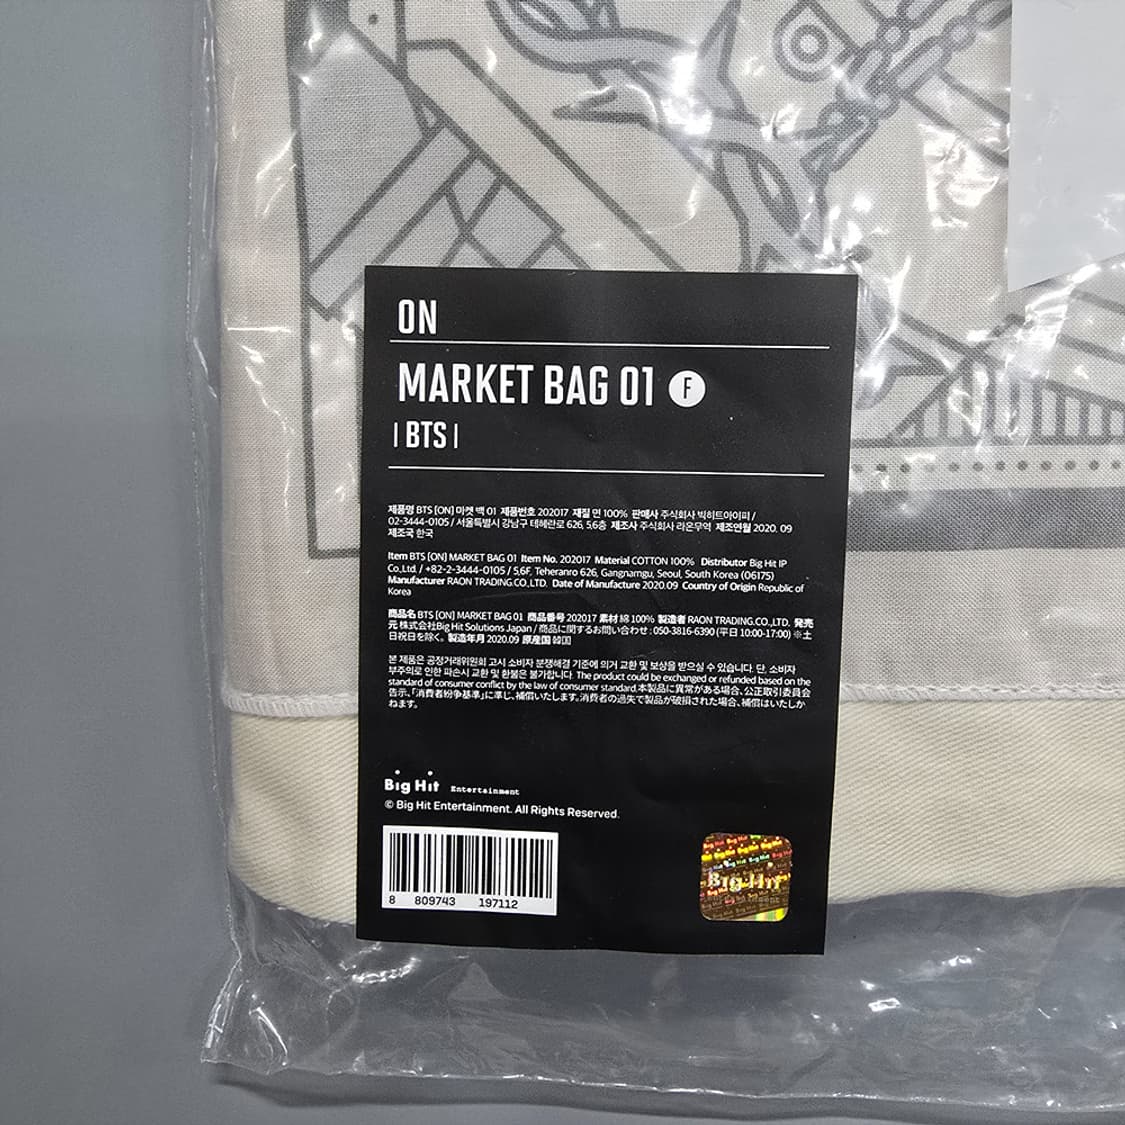 ON
MARKET BAG 01 F
| BTS |
제품명 BTS [ON] 마켓 백 01 제품번호 202017 재질 면 100% 판매사 주식회사 빅히트아이피 /
02-3444-0105 / 서울특별시 강남구 테헤란로 626, 5,6층 제조사 주식회사 라온무역 제조연월 2020. 09
제조국 한국
Item BTS [ON] MARKET BAG 01 Item No. 202017 Material COTTON 100% Distributor Big Hit IP
Co.,Ltd. / +82-2-3444-0105 / 5,6F, Teheranro 626, Gangnamgu, Seoul, South Korea (06175)
Manufacturer RAON TRADING.CO.,LTD. Date of Manufacture 2020.09 Country of Origin Republic of
Korea
商品名 BTS [ON] MARKET BAG 01 商品番号 202017 素材 綿 100% 製造者 RAON TRADING.CO.,LTD. 発売
元 株式会社Big Hit Solutions Japan / 商品に関するお問い合わせ : 050-3816-6390 (平日 10:00-17:00) ※土
日祝日を除く。 製造年月 2020.09 原産国 韓国
본 제품은 공정거래위원회 고시 소비자 분쟁해결 기준에 의거 교환 및 보상을 받으실 수 있습니다. 단, 소비자
부주의로 인한 파손시 교환 및 환불은 불가합니다. The product could be exchanged or refunded based on the
standard of consumer conflict by the law of consumer standard.本製品に異常がある場合、公正取引委員会
告示、「消費者紛争基準」に準じ、補償いたします。消費者の過失で製品が破損された場合、補償はいたしか
ねます。
Big Hit Entertainment
© Big Hit Entertainment. All Rights Reserved.
8 809743 197112
Big Hit